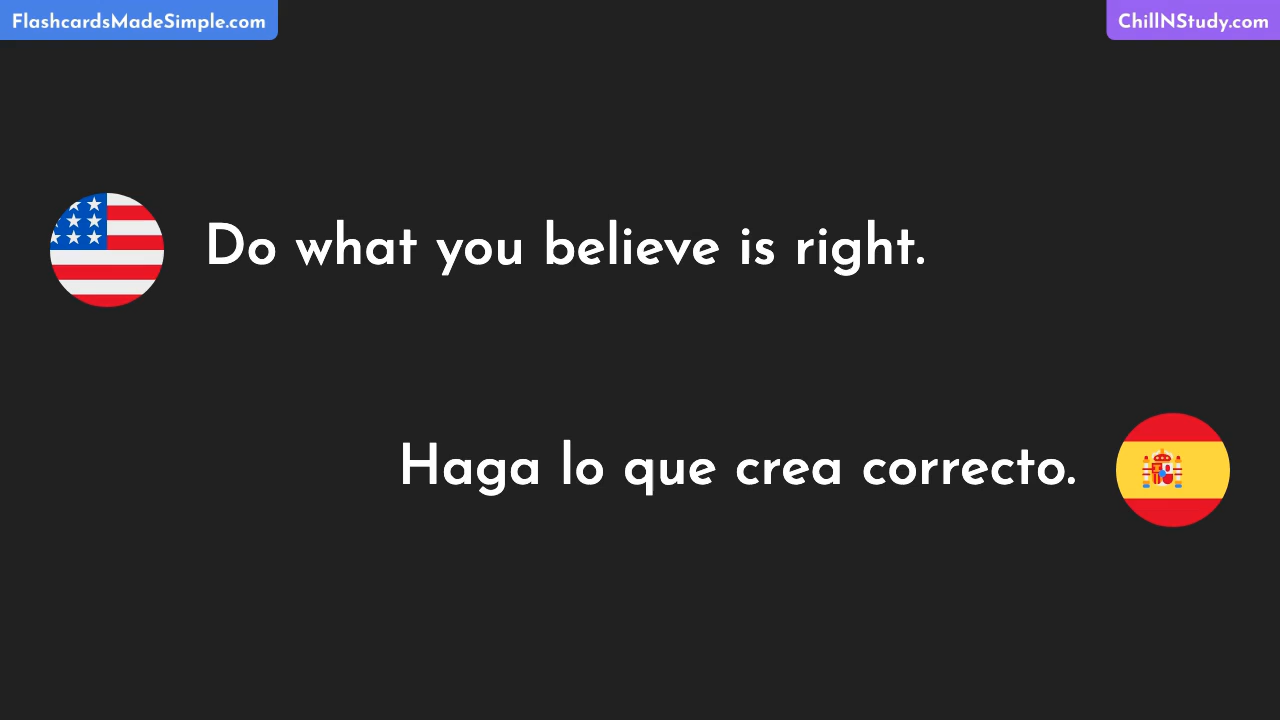 FlashcardsMadeSimple.com
ChillNStudy.com
Do what you believe is right.
Haga lo que crea correcto.